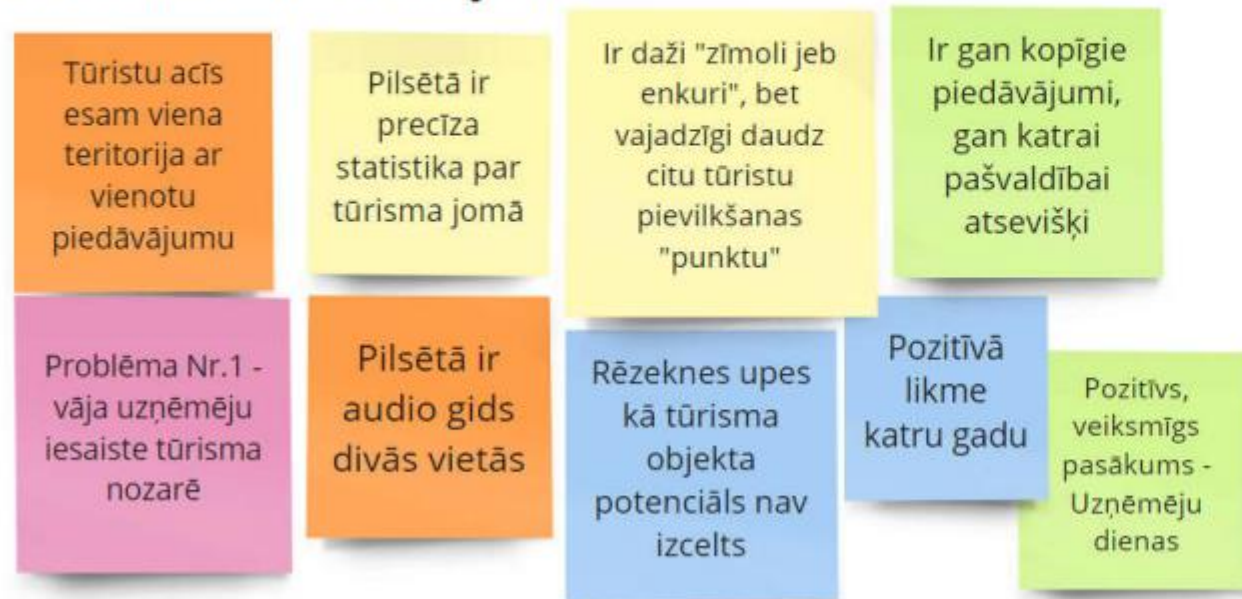 Tūristu acīs
esam viena
teritorija ar
vienotu
piedāvājumu
Pilsētā ir
precīza
statistika par
tūrisma jomā
Ir daži "zīmoli jeb
enkuri", bet
vajadzīgi daudz
citu tūristu
pievilkšanas
"punktu"
Ir gan kopīgie
piedāvājumi,
gan katrai
pašvaldībai
atsevišķi
Problēma Nr.1 -
vāja uzņēmēju
iesaiste tūrisma
nozarē
Pilsētā ir
audio gids
divās vietās
Rēzeknes upes
kā tūrisma
objekta
potenciāls nav
izcelts
Pozitīvā
likme
katru gadu
Pozitīvs,
veiksmīgs
pasākums -
Uzņēmēju
dienas